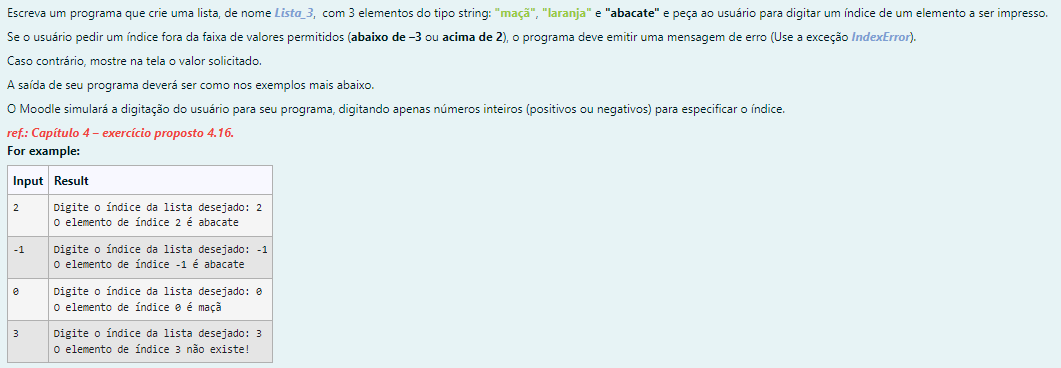 Escreva um programa que crie uma lista, de nome Lista_3, com 3 elementos do tipo string: "maçã", "laranja" e "abacate" e peça ao usuário para digitar um índice de um elemento a ser impresso.
Se o usuário pedir um índice fora da faixa de valores permitidos (abaixo de –3 ou acima de 2), o programa deve emitir uma mensagem de erro (Use a exceção IndexError).
Caso contrário, mostre na tela o valor solicitado.
A saída de seu programa deverá ser como nos exemplos mais abaixo.
O Moodle simulará a digitação do usuário para seu programa, digitando apenas números inteiros (positivos ou negativos) para especificar o índice.
ref.: Capítulo 4 – exercício proposto 4.16.
For example:
Input Result
2 Digite o índice da lista desejado: 2
O elemento de índice 2 é abacate
-1 Digite o índice da lista desejado: -1
O elemento de índice -1 é abacate
0 Digite o índice da lista desejado: 0
O elemento de índice 0 é maçã
3 Digite o índice da lista desejado: 3
O elemento de índice 3 não existe!